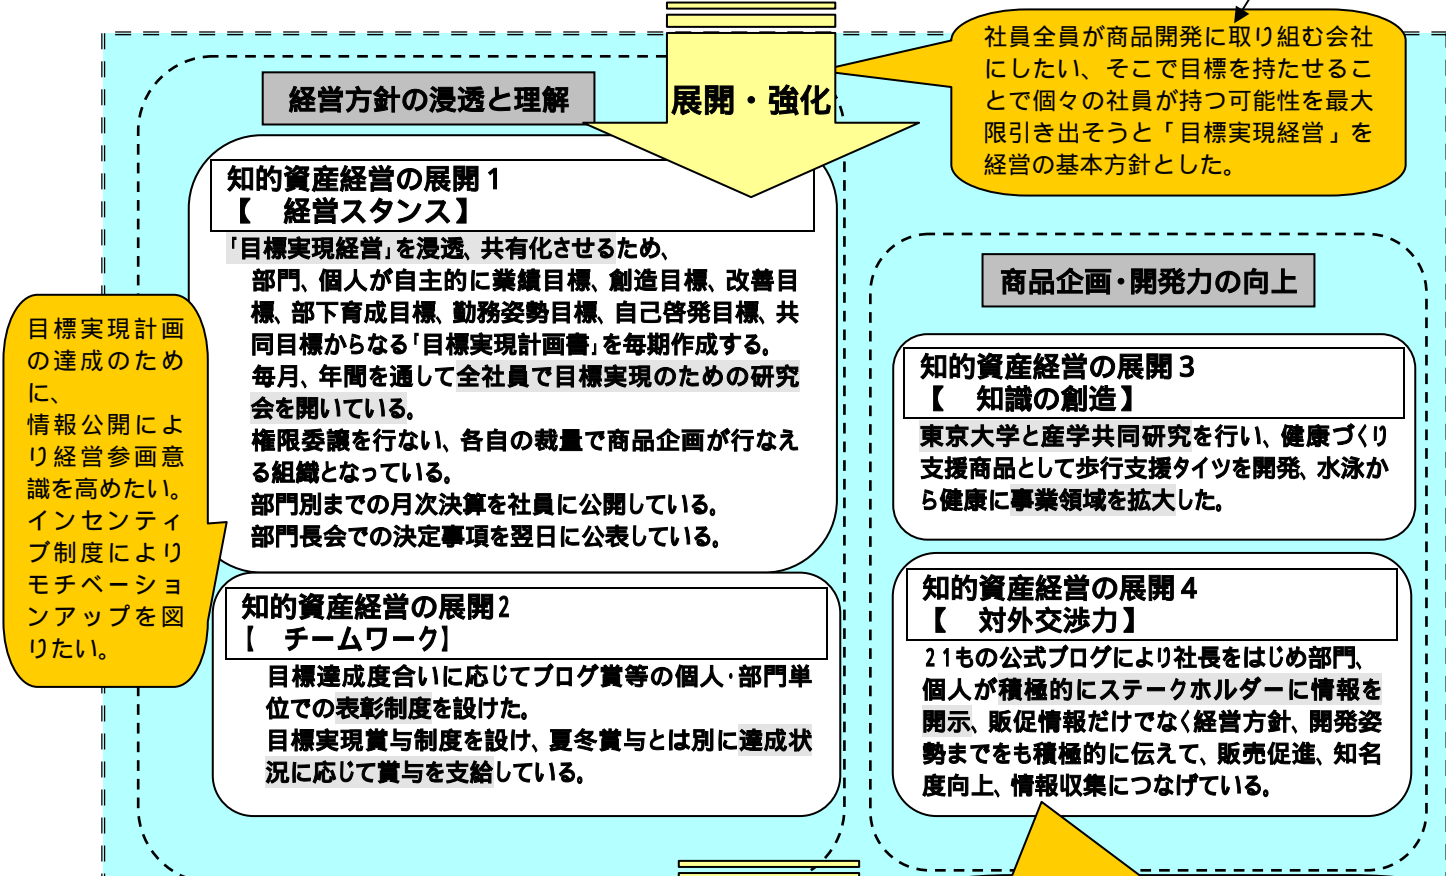 展開・強化
社員全員が商品開発に取り組む会社
にしたい、そこで目標を持たせるこ
とで個々の社員が持つ可能性を最大
限引き出そうと「目標実現経営」を
経営の基本方針とした。
経営方針の浸透と理解
知的資産経営の展開1
【　経営スタンス】
「目標実現経営」を浸透、共有化させるため、
部門、個人が自主的に業績目標、創造目標、改善目
標、部下育成目標、勤務姿勢目標、自己啓発目標、共
同目標からなる「目標実現計画書」を毎期作成する。
毎月、年間を通して全社員で目標実現のための研究
会を開いている。
権限委譲を行ない、各自の裁量で商品企画が行なえ
る組織となっている。
部門別までの月次決算を社員に公開している。
部門長会での決定事項を翌日に公表している。
目標実現計画
の達成のため
に、
情報公開によ
り経営参画意
識を高めたい。
インセンティ
ブ制度により
モチベーショ
ンアップを図
りたい。
知的資産経営の展開2
【　チームワーク】
目標達成度合いに応じてブログ賞等の個人・部門単
位での表彰制度を設けた。
目標実現賞与制度を設け、夏冬賞与とは別に達成状
況に応じて賞与を支給している。
商品企画・開発力の向上
知的資産経営の展開3
【　知識の創造】
東京大学と産学共同研究を行い、健康づくり
支援商品として歩行支援タイツを開発、水泳か
ら健康に事業領域を拡大した。
知的資産経営の展開4
【　対外交渉力】
21もの公式ブログにより社長をはじめ部門、
個人が積極的にステークホルダーに情報を
開示、販促情報だけでなく経営方針、開発姿
勢までをも積極的に伝えて、販売促進、知名
度向上、情報収集につなげている。